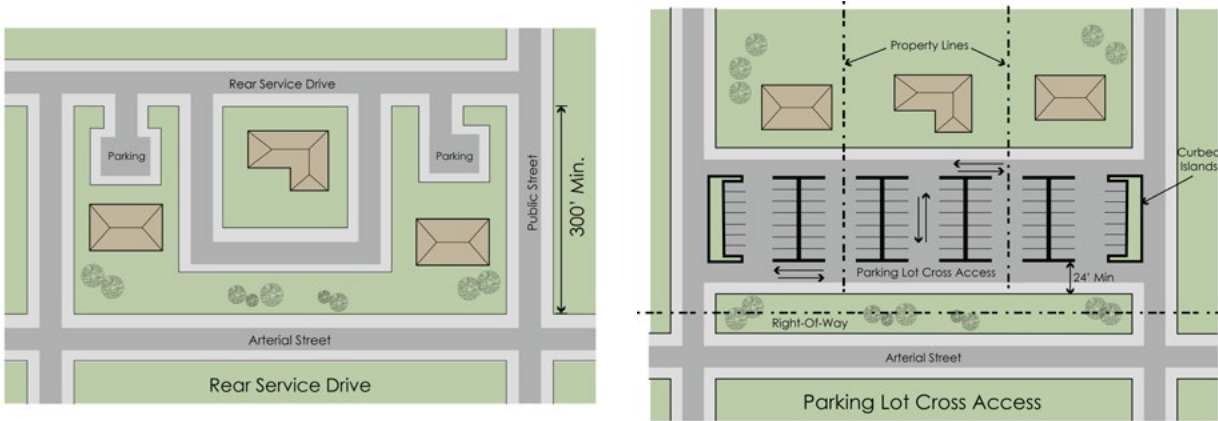 Rear Service Drive
Parking
Parking
Public Street
300' Min.
Arterial Street
Rear Service Drive
Property Lines
Curbed
Islands
Parking Lot Cross Access
24' Min
Right-Of-Way
Arterial Street
Parking Lot Cross Access